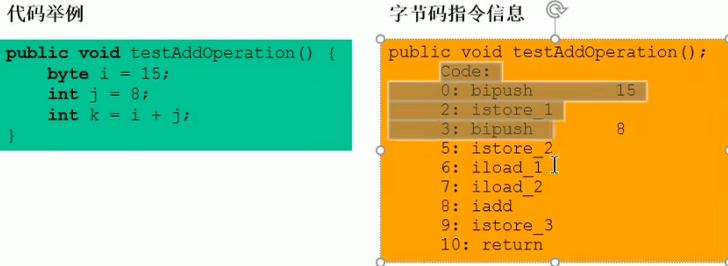 代码举例
public void testAddOperation() {
byte i = 15;
int j = 8;
int k = i + j;
}
字节码指令信息
public void testAddOperation();
Code:
0: bipush 15
2: istore_1
3: bipush 8
5: istore_2
6: iload_1
7: iload_2
8: iadd
9: istore_3
10: return